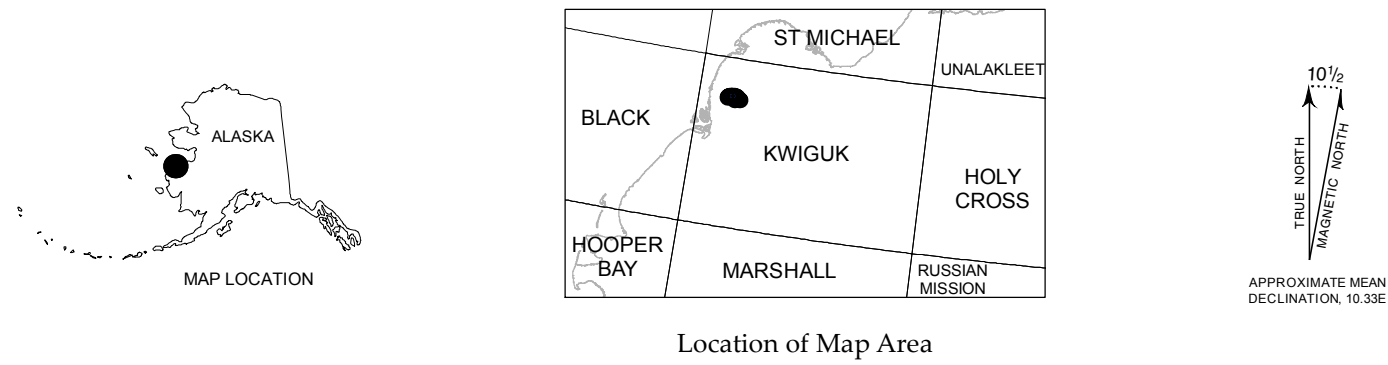 ALASKA
MAP LOCATION
ST MICHAEL
UNALAKLEET
BLACK
KWIGUK
HOLY
CROSS
HOOPER
BAY
MARSHALL
RUSSIAN
MISSION
Location of Map Area
10½
TRUE NORTH
MAGNETIC NORTH
APPROXIMATE MEAN
DECLINATION, 10.33E